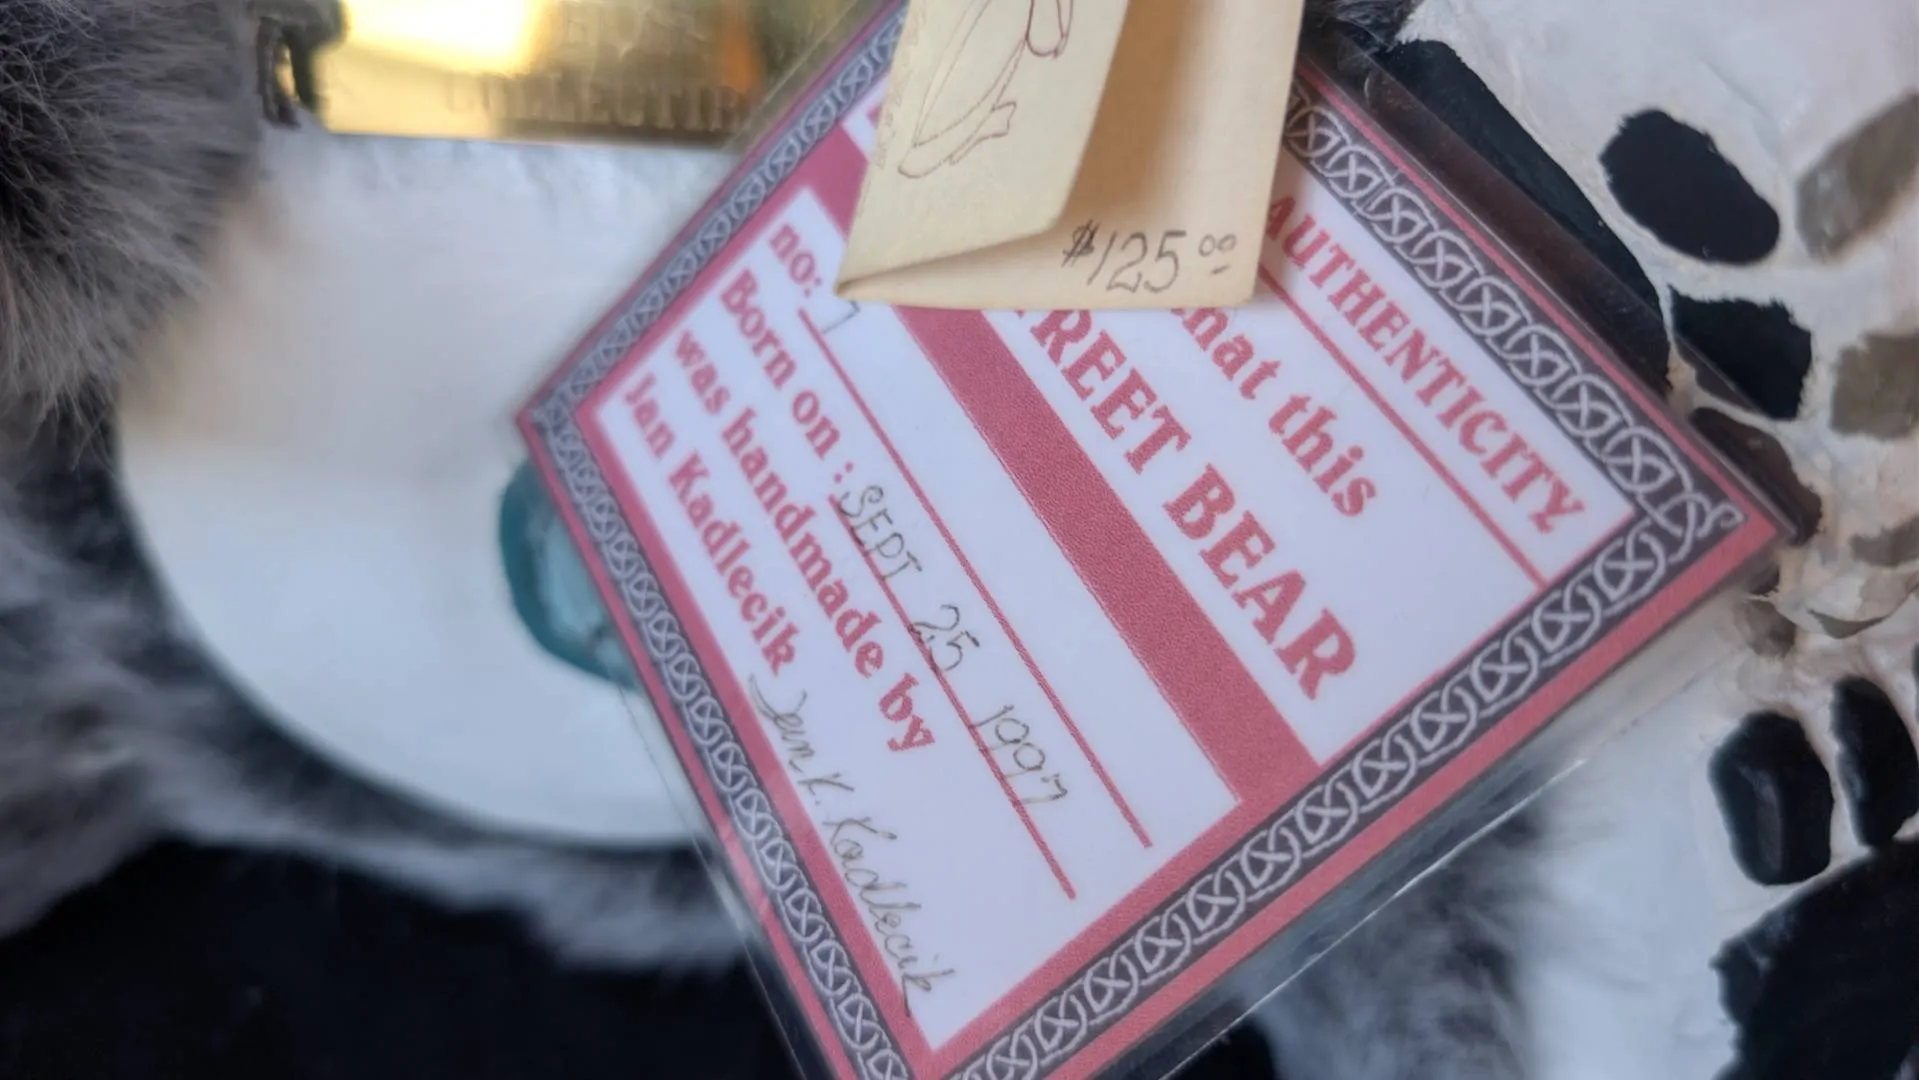 COLLECTION
$125.00
AUTHENTICITY
that this
REET BEAR
no: 7
Born on: SEPT 25 1997
was handmade by
Jan Kadlecik Jan K. Kadlecik